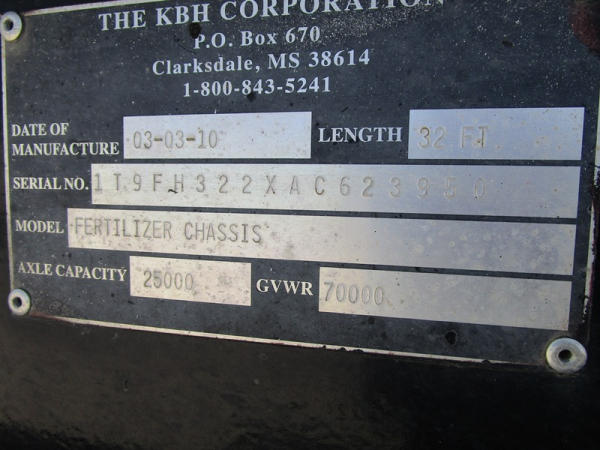 THE KBH CORPORATION
P.O. Box 670
Clarksdale, MS 38614
1-800-843-5241
DATE OF MANUFACTURE 03-03-10 LENGTH 32 FT
SERIAL NO. 1T9FH322XAC623950
MODEL FERTILIZER CHASSIS
AXLE CAPACITY 25000 GVWR 70000